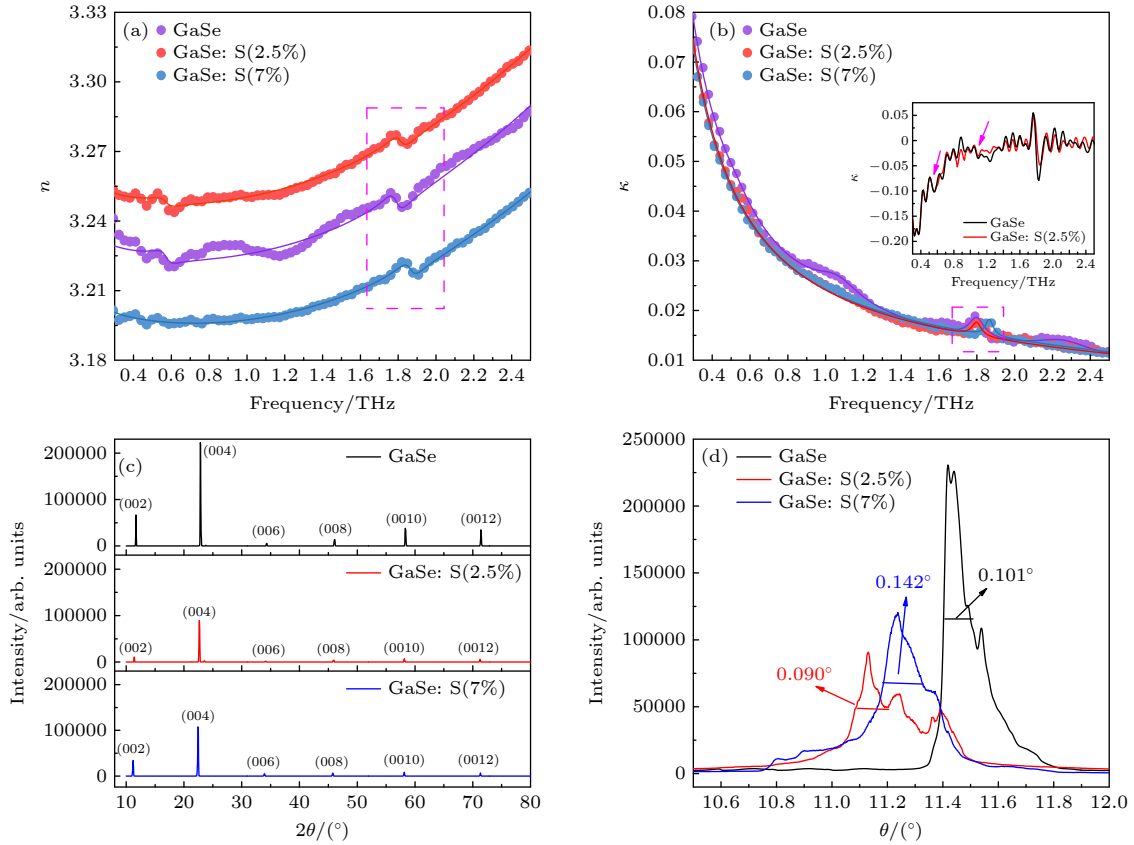 (a)
GaSe
GaSe: S(2.5%)
GaSe: S(7%)
n
3.33
3.30
3.27
3.24
3.21
3.18
0.4 0.6 0.8 1.0 1.2 1.4 1.6 1.8 2.0 2.2 2.4
Frequency/THz
(b)
GaSe
GaSe: S(2.5%)
GaSe: S(7%)
κ
0.08
0.07
0.06
0.05
0.04
0.03
0.02
0.01
0.4 0.6 0.8 1.0 1.2 1.4 1.6 1.8 2.0 2.2 2.4
Frequency/THz
κ
0.05
0
−0.05
−0.10
−0.15
−0.20
GaSe
GaSe: S(2.5%)
0.4 0.8 1.2 1.6 2.0 2.4
Frequency/THz
(c)
GaSe
(002) (004) (006) (008) (0010) (0012)
200000
100000
0
GaSe: S(2.5%)
(002) (004) (006) (008) (0010) (0012)
200000
100000
0
GaSe: S(7%)
(002) (004) (006) (008) (0010) (0012)
200000
100000
0
Intensity/arb. units
10 20 30 40 50 60 70 80
2θ/(°)
(d)
GaSe
GaSe: S(2.5%)
GaSe: S(7%)
0.142°
0.101°
0.090°
Intensity/arb. units
250000
200000
150000
100000
50000
0
10.6 10.8 11.0 11.2 11.4 11.6 11.8 12.0
θ/(°)